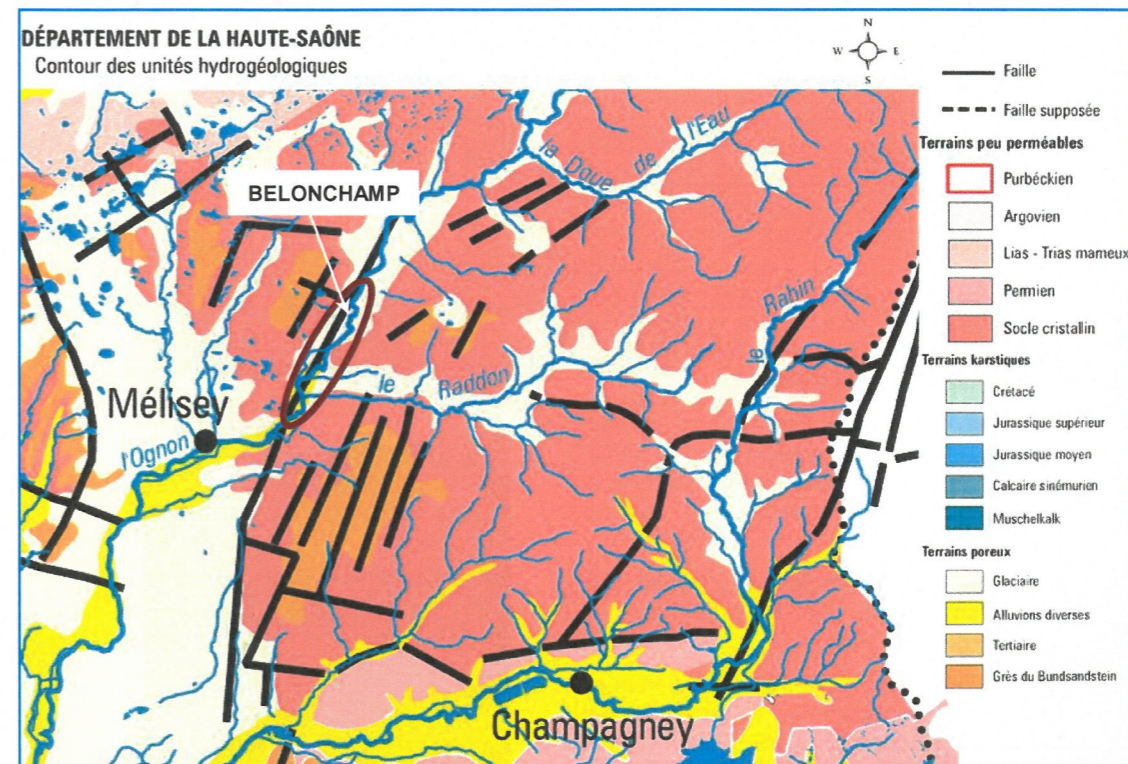 DÉPARTEMENT DE LA HAUTE-SAÔNE
Contour des unités hydrogéologiques
N
W E
S
Faille
Faille supposée
Terrains peu perméables
Purbéckien
Argovien
Lias - Trias marneux
Permien
Socle cristallin
Terrains karstiques
Crétacé
Jurassique supérieur
Jurassique moyen
Calcaire sinémurien
Muschelkalk
Terrains poreux
Glaciaire
Alluvions diverses
Tertiaire
Grès du Bundsandstein
la Doue de l'Eau
BELONCHAMP
le Rahin
le Raddon
Mélisey
l'Ognon
Champagney